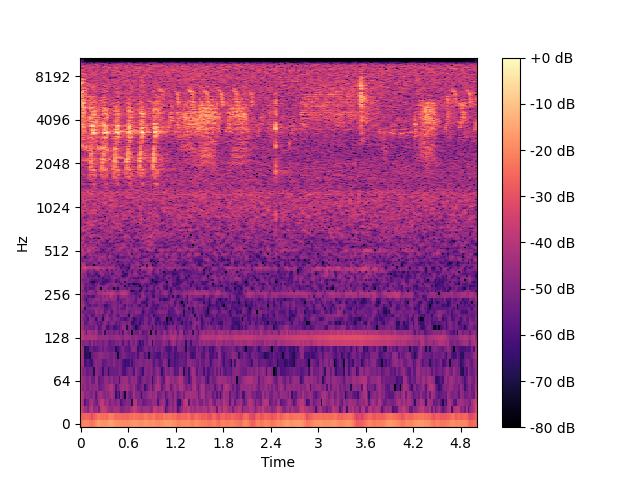 8192
4096
2048
1024
512
256
128
64
0
Hz
0 0.6 1.2 1.8 2.4 3 3.6 4.2 4.8
Time
+0 dB
-10 dB
-20 dB
-30 dB
-40 dB
-50 dB
-60 dB
-70 dB
-80 dB